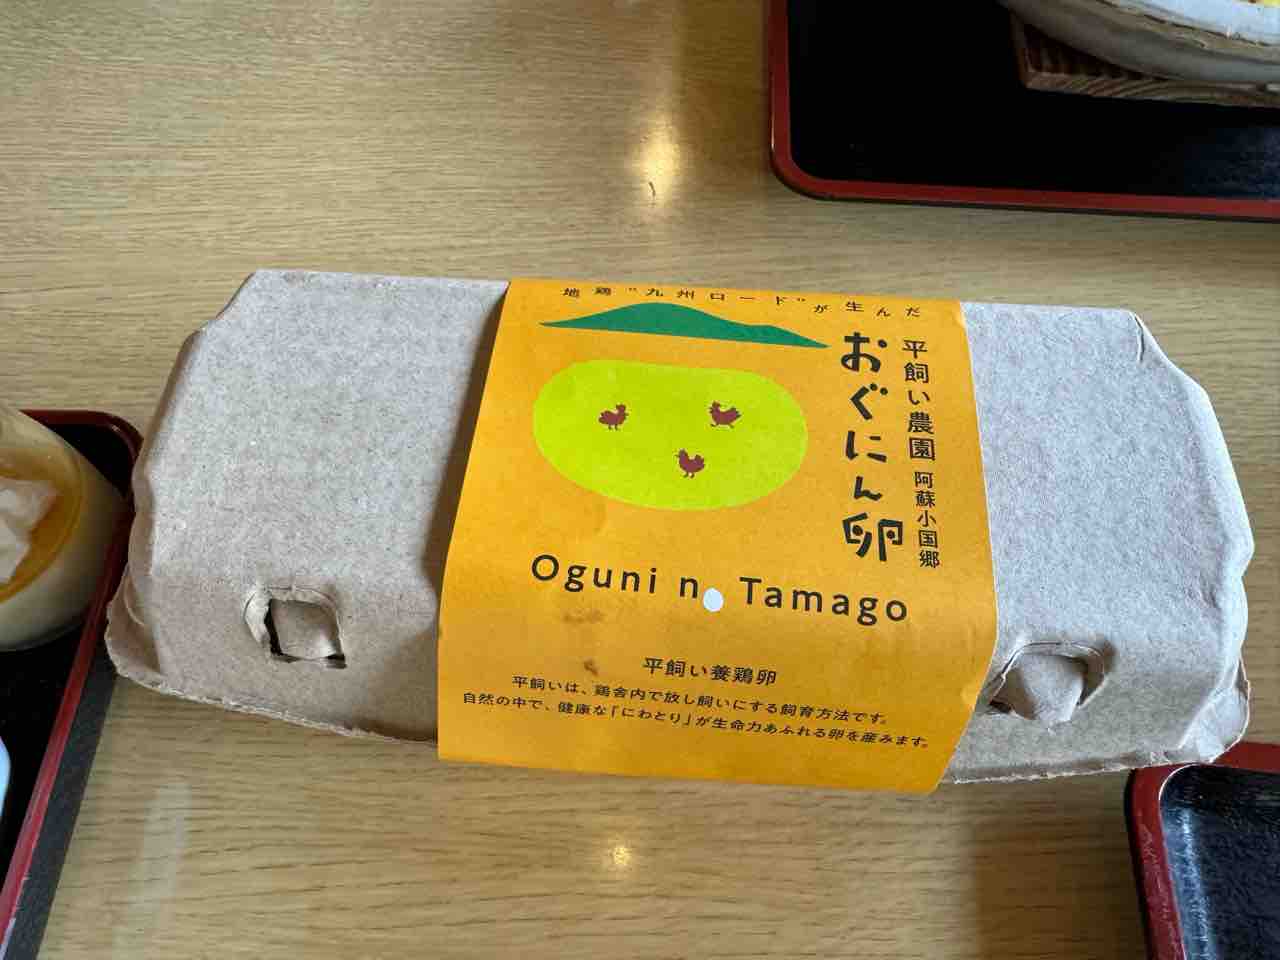 地鶏"九州ロード"が生んだ
平飼い農園 阿蘇小国郷
おぐにん卵
Oguni n. Tamago
平飼い養鶏卵
平飼いは、鶏舎内で放し飼いにする飼育方法です。
自然の中で、健康な「にわとり」が生命力あふれる卵を産みます。